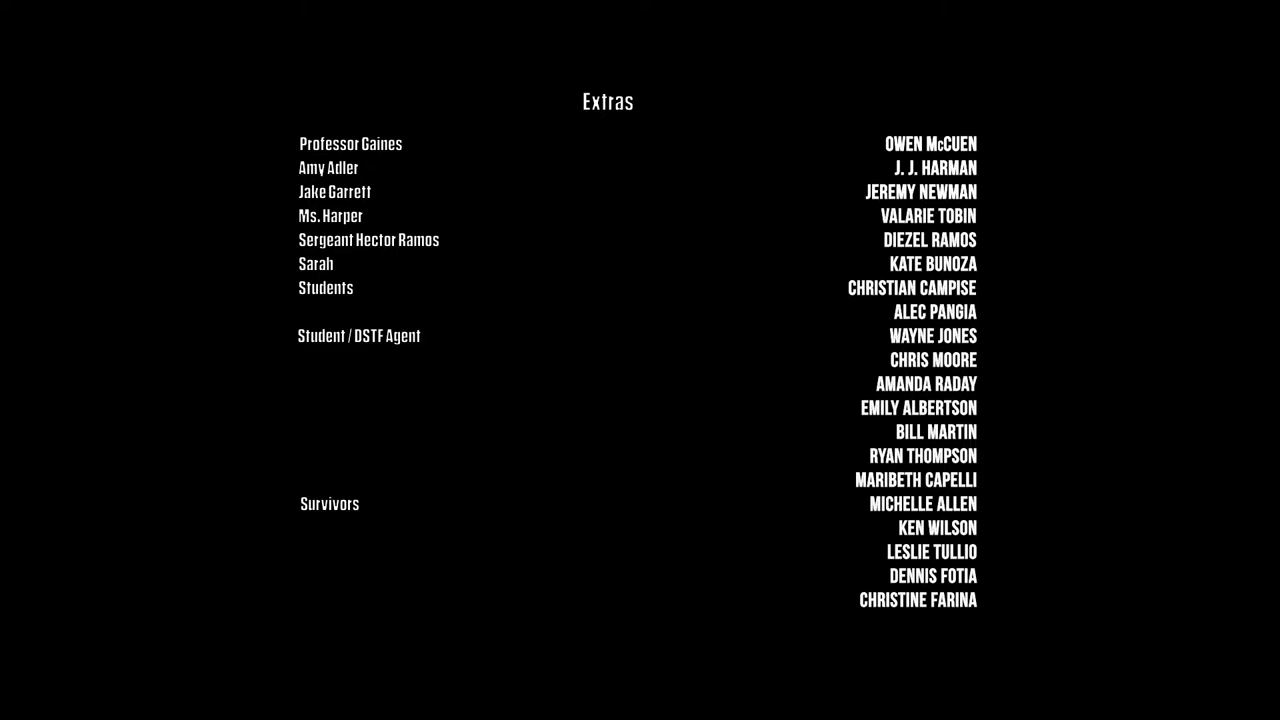 Extras
Professor Gaines OWEN McCUEN
Amy Adler J. J. HARMAN
Jake Garrett JEREMY NEWMAN
Ms. Harper VALARIE TOBIN
Sergeant Hector Ramos DIEZEL RAMOS
Sarah KATE BUNOZA
Students CHRISTIAN CAMPISE
ALEC PANGIA
Student / DSTF Agent WAYNE JONES
CHRIS MOORE
AMANDA RADAY
EMILY ALBERTSON
BILL MARTIN
RYAN THOMPSON
MARIBETH CAPELLI
Survivors MICHELLE ALLEN
KEN WILSON
LESLIE TULLIO
DENNIS FOTIA
CHRISTINE FARINA